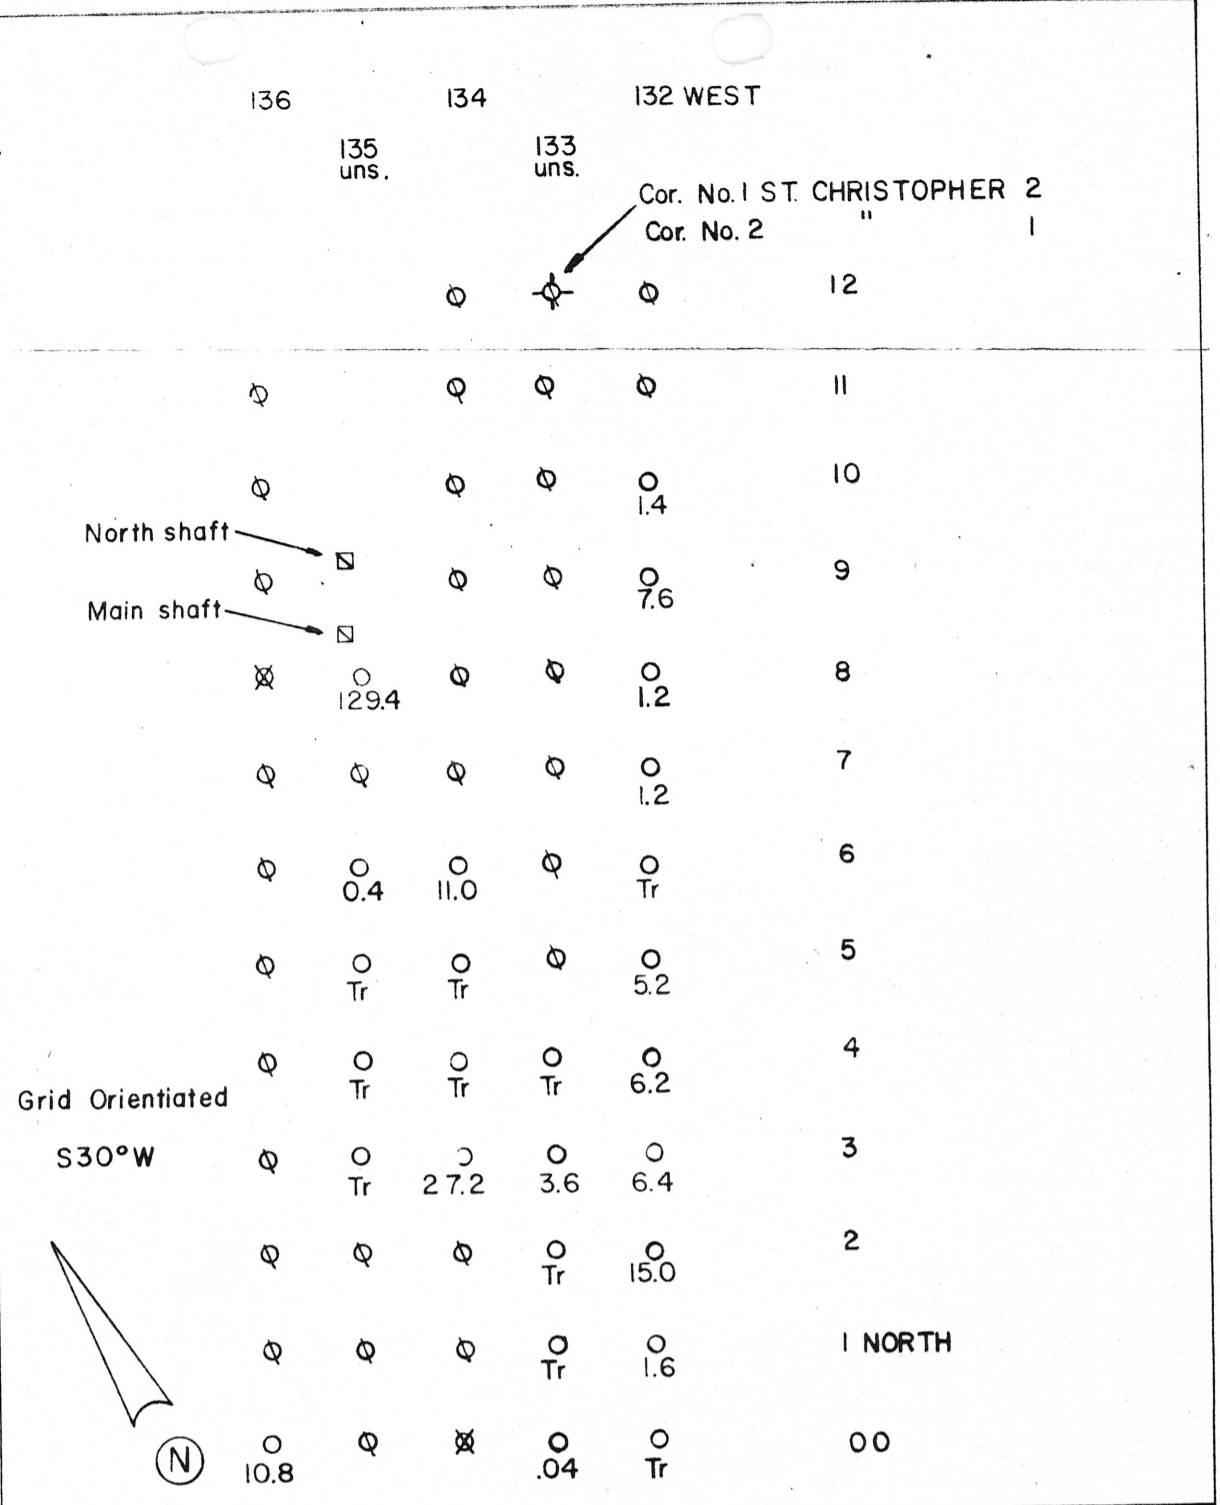 136 134 132 WEST
135 133
uns. uns.
Cor. No. 1 ST. CHRISTOPHER 2
Cor. No. 2 " 1
12
11
10
1.4
North shaft
9
7.6
Main shaft
8
129.4 1.2
7
1.2
6
0.4 11.0 Tr
5
Tr Tr 5.2
4
Tr Tr Tr 6.2
Grid Orientiated
S30°W
3
Tr 27.2 3.6 6.4
2
Tr 15.0
1 NORTH
Tr 1.6
00
N
10.8 .04 Tr